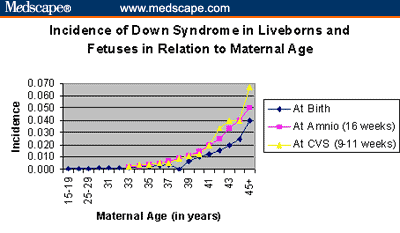 Medscape® www.medscape.com
Incidence of Down Syndrome in Liveborns and
Fetuses in Relation to Maternal Age
Incidence
0.070
0.060
0.050
0.040
0.030
0.020
0.010
0.000
15-19
25-29
31
33
35
37
39
41
43
45+
Maternal Age (in years)
At Birth
At Amnio (16 weeks)
At CVS (9-11 weeks)